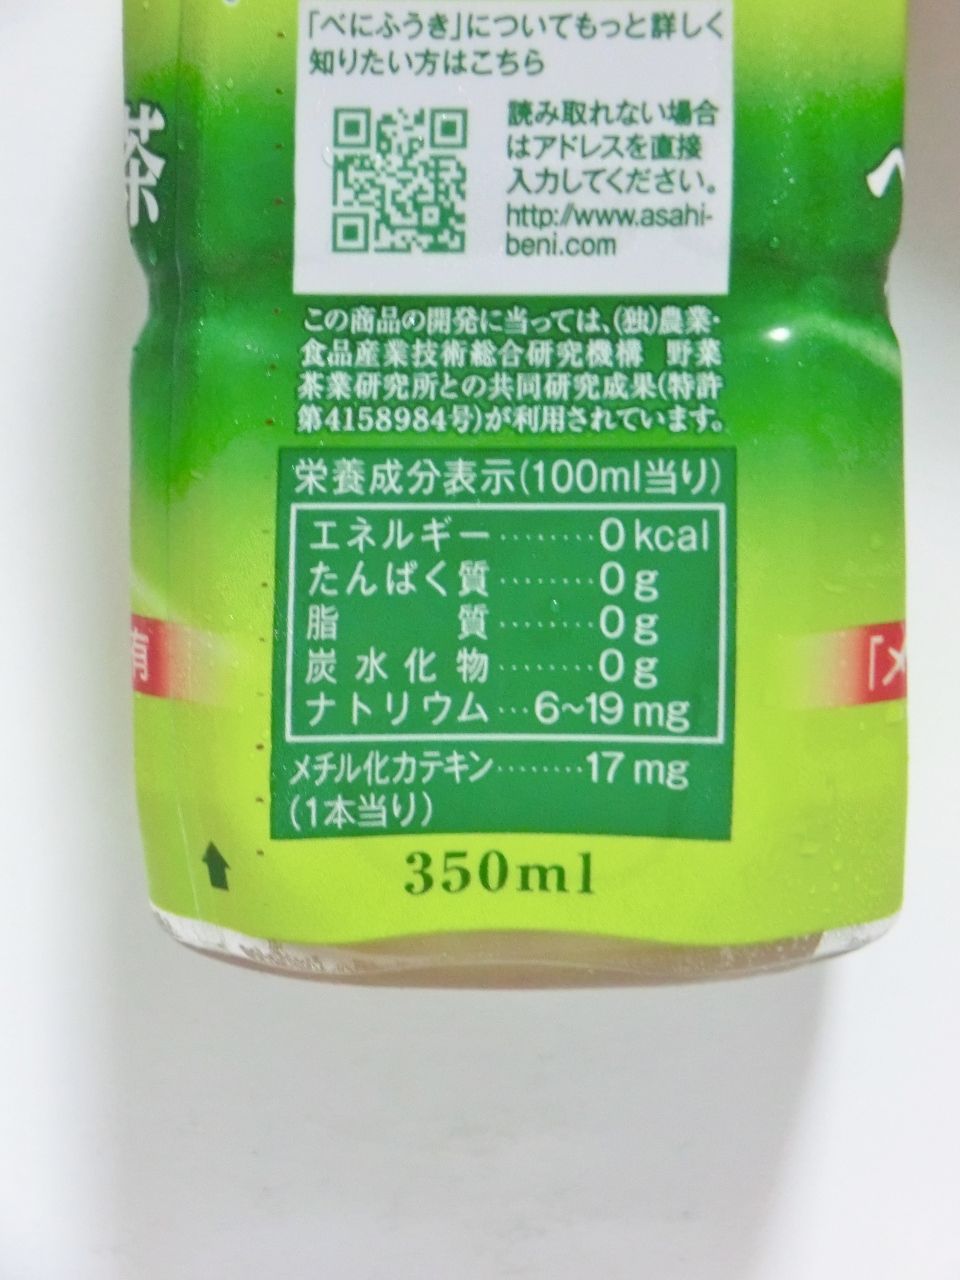 「べにふうき」についてもっと詳しく
知りたい方はこちら
読み取れない場合
はアドレスを直接
入力してください。
http://www.asahi-
beni.com
茶
この商品の開発に当っては、(独)農業・
食品産業技術総合研究機構 野菜
茶業研究所との共同研究成果(特許
第4158984号)が利用されています。
栄養成分表示(100ml当り)
エネルギー········0kcal
たんぱく質········0g
脂質········0g
炭水化物········0g
ナトリウム···6~19mg
メチル化カテキン········17mg
(1本当り)
350ml